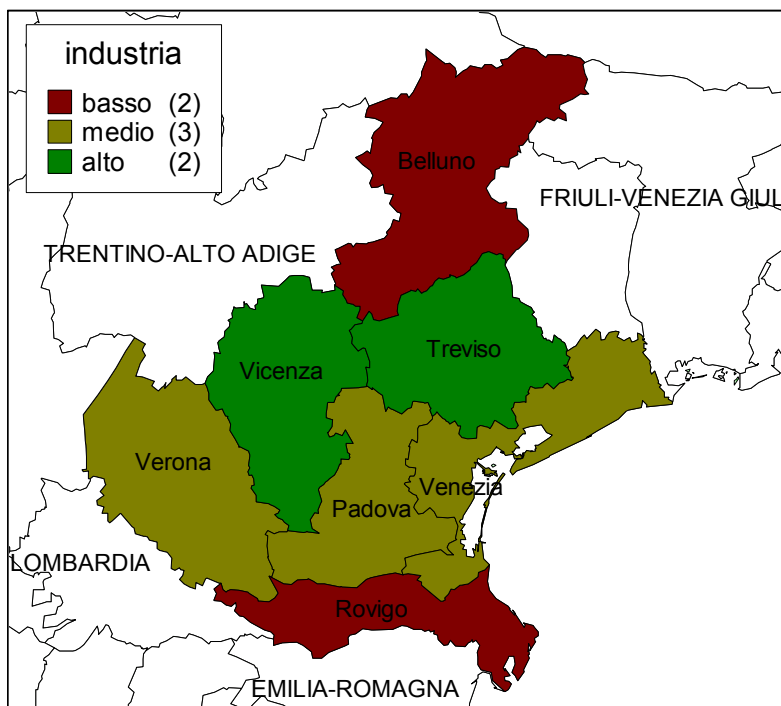 industria
basso (2)
medio (3)
alto (2)
Belluno
FRIULI-VENEZIA GIUL
TRENTINO-ALTO ADIGE
Treviso
Vicenza
Verona
Venezia
Padova
LOMBARDIA
Rovigo
EMILIA-ROMAGNA